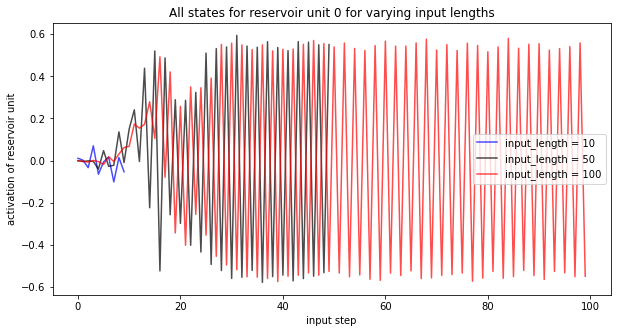 All states for reservoir unit 0 for varying input lengths
activation of reservoir unit
0.6
0.4
0.2
0.0
−0.2
−0.4
−0.6
input_length = 10
input_length = 50
input_length = 100
0
20
40
60
80
100
input step